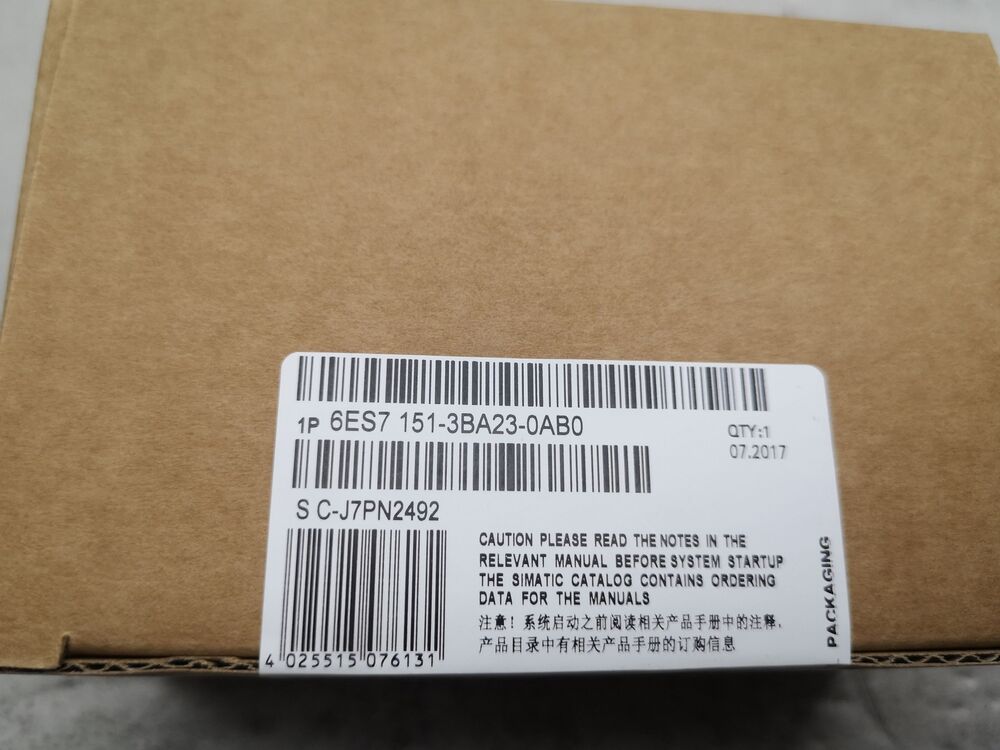 1P 6ES7 151-3BA23-0AB0
QTY:1
07.2017
S C-J7PN2492
CAUTION PLEASE READ THE NOTES IN THE
RELEVANT MANUAL BEFORE SYSTEM STARTUP
THE SIMATIC CATALOG CONTAINS ORDERING
DATA FOR THE MANUALS
注意！系统启动之前阅读相关产品手册中的注释，
产品目录中有相关产品手册的订购信息
PACKAGING
4 025515 076131